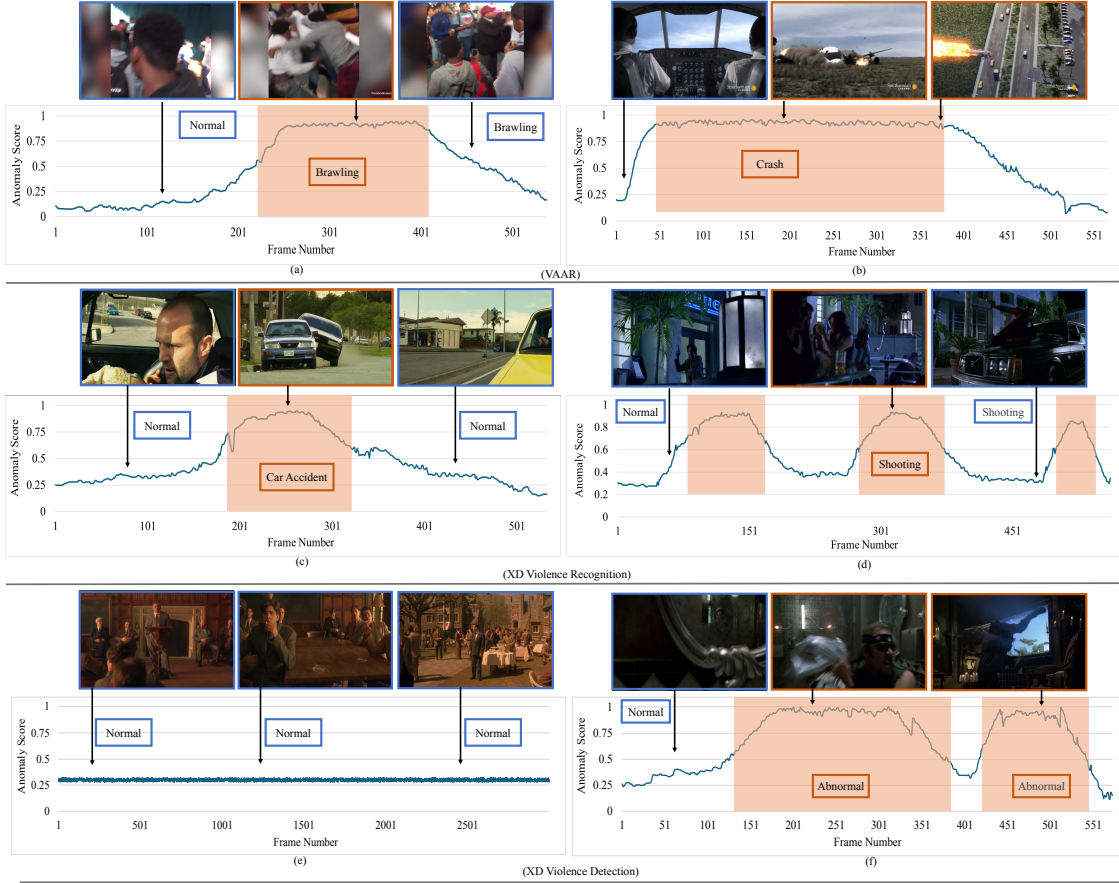 Anomaly Score
1
0.75
0.5
0.25
0
Normal
Brawling
Brawling
1 101 201 301 401 501
Frame Number
(a)
Anomaly Score
1
0.75
0.5
0.25
0
Crash
1 51 101 151 201 251 301 351 401 451 501 551
Frame Number
(b)
(VAAR)
Anomaly Score
1
0.75
0.5
0.25
0
Normal
Car Accident
Normal
1 101 201 301 401 501
Frame Number
(c)
Anomaly Score
1
0.8
0.6
0.4
0.2
0
Normal
Shooting
Shooting
1 151 301 451
Frame Number
(d)
(XD Violence Recognition)
Anomaly Score
1
0.75
0.5
0.25
0
Normal
Normal
Normal
1 501 1001 1501 2001 2501
Frame Number
(e)
Anomaly Score
1
0.75
0.5
0.25
0
Normal
Abnormal
Abnormal
1 51 101 151 201 251 301 351 401 451 501 551
Frame Number
(f)
(XD Violence Detection)